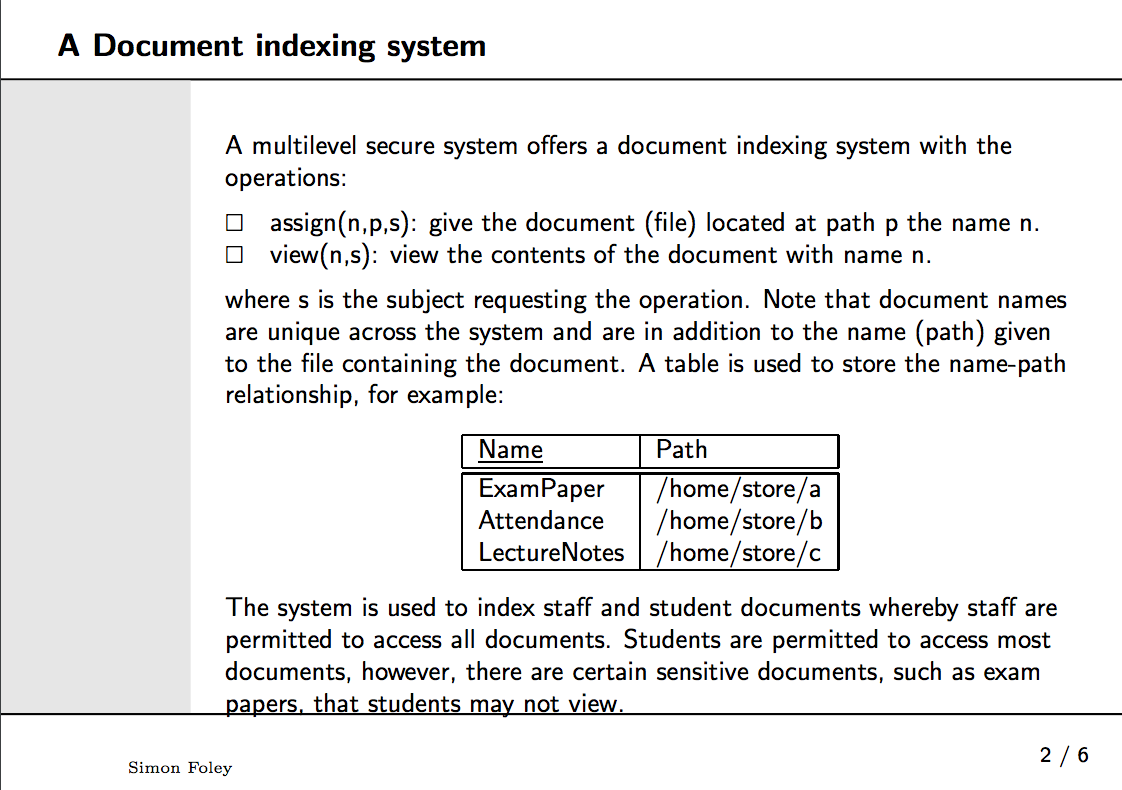 A Document indexing system
A multilevel secure system offers a document indexing system with the
operations:
□ assign(n,p,s): give the document (file) located at path p the name n.
□ view(n,s): view the contents of the document with name n.
where s is the subject requesting the operation. Note that document names
are unique across the system and are in addition to the name (path) given
to the file containing the document. A table is used to store the name-path
relationship, for example:
Name Path
ExamPaper /home/store/a
Attendance /home/store/b
LectureNotes /home/store/c
The system is used to index staff and student documents whereby staff are
permitted to access all documents. Students are permitted to access most
documents, however, there are certain sensitive documents, such as exam
papers, that students may not view.
Simon Foley
2 / 6